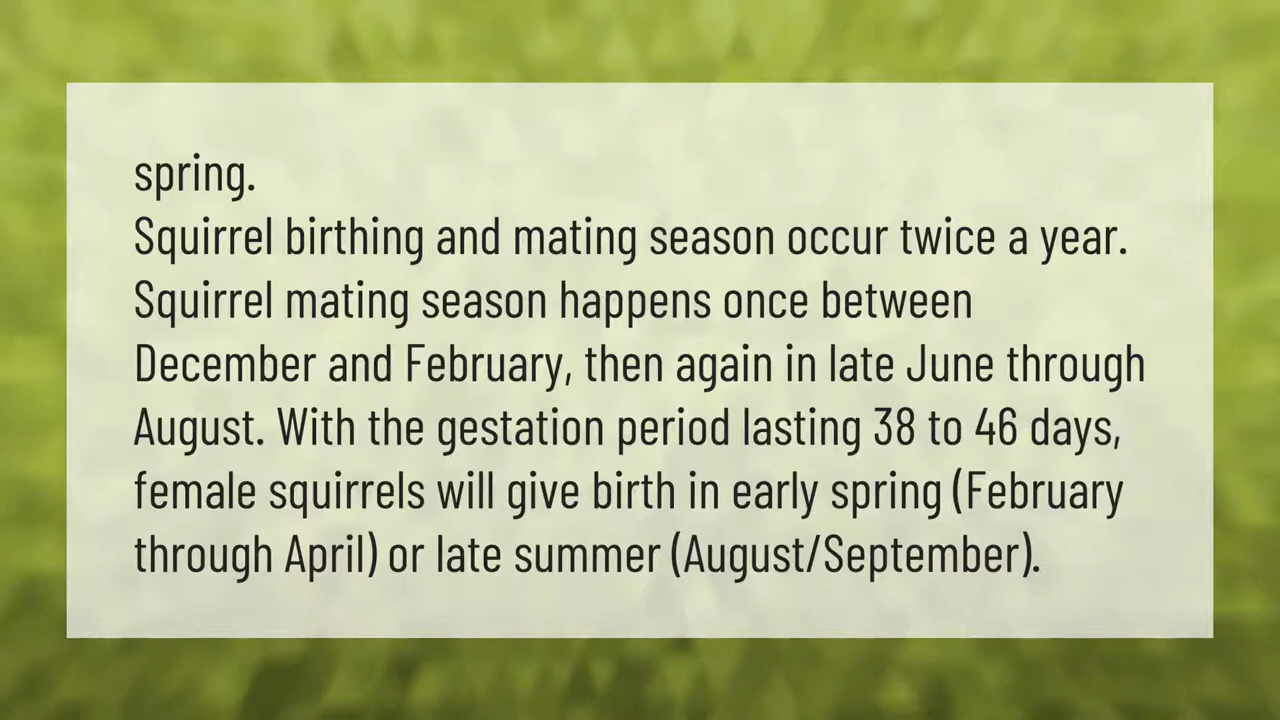 spring.
Squirrel birthing and mating season occur twice a year.
Squirrel mating season happens once between
December and February, then again in late June through
August. With the gestation period lasting 38 to 46 days,
female squirrels will give birth in early spring (February
through April) or late summer (August/September).